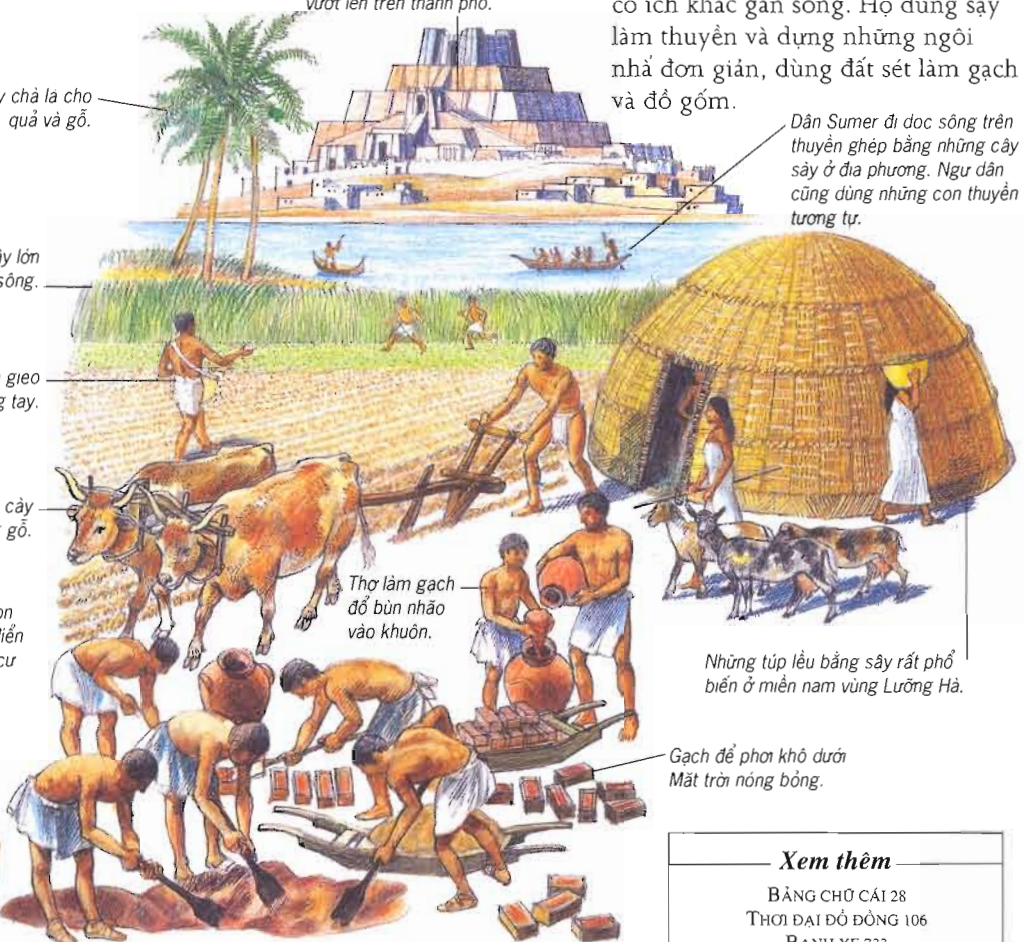 vượt lên trên thành phố.
có ích khác gần sông. Họ dùng sậy
làm thuyền và dựng những ngôi
nhà đơn giản, dùng đất sét làm gạch
và đồ gốm.
y chà là cho
quả và gỗ.
Dân Sumer đi dọc sông trên
thuyền ghép bằng những cây
sậy ở địa phương. Ngư dân
cũng dùng những con thuyền
tương tự.
ậy lớn
sông.
gieo
g tay.
cày
gỗ.
Thợ làm gạch
đổ bùn nhão
vào khuôn.
on
điển
cư
Những túp lều bằng sậy rất phổ
biến ở miền nam vùng Lưỡng Hà.
Gạch để phơi khô dưới
Mặt trời nóng bỏng.
Xem thêm
BẢNG CHỮ CÁI 28
THỜI ĐẠI ĐỒ ĐỒNG 106